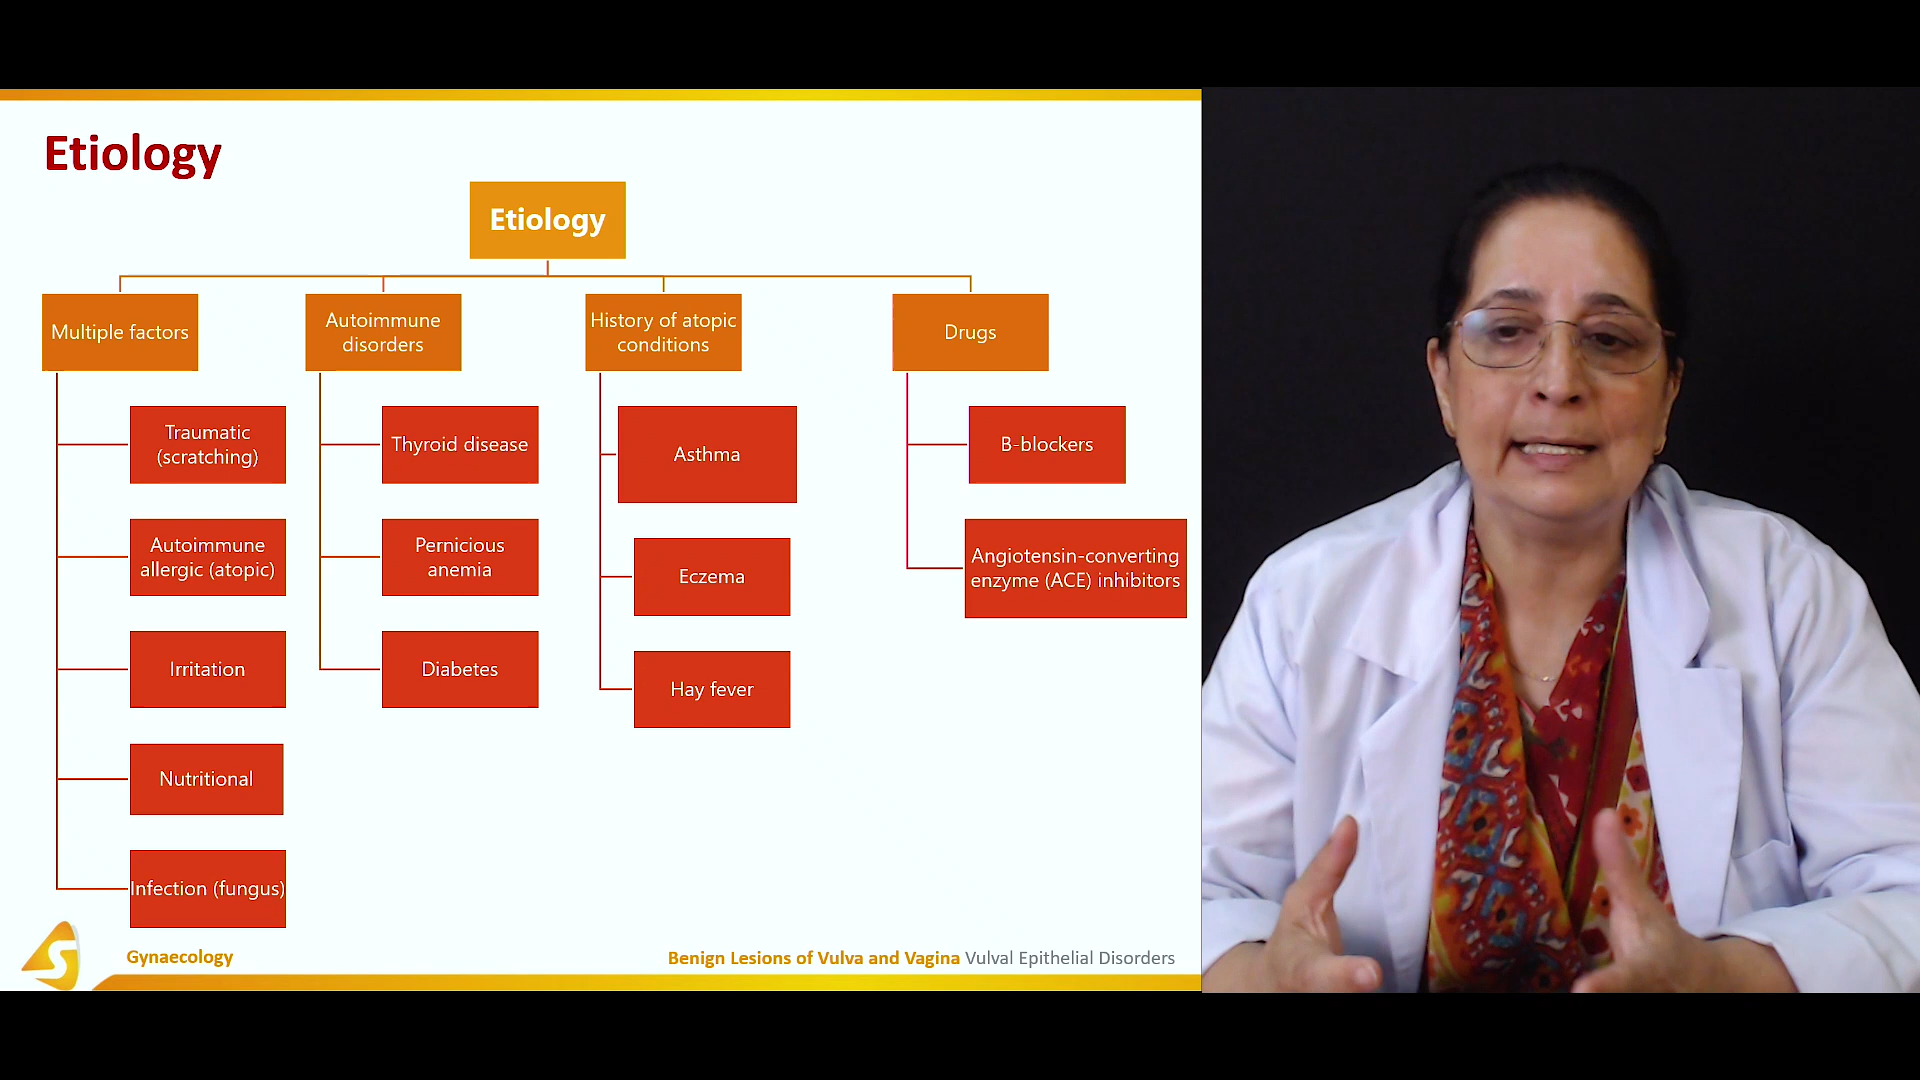 Etiology
Etiology
Multiple factors
Traumatic
(scratching)
Autoimmune
allergic (atopic)
Irritation
Nutritional
Infection (fungus)
Autoimmune
disorders
Thyroid disease
Pernicious
anemia
Diabetes
History of atopic
conditions
Asthma
Eczema
Hay fever
Drugs
B-blockers
Angiotensin-converting
enzyme (ACE) inhibitors
S
Gynaecology
Benign Lesions of Vulva and Vagina Vulval Epithelial Disorders